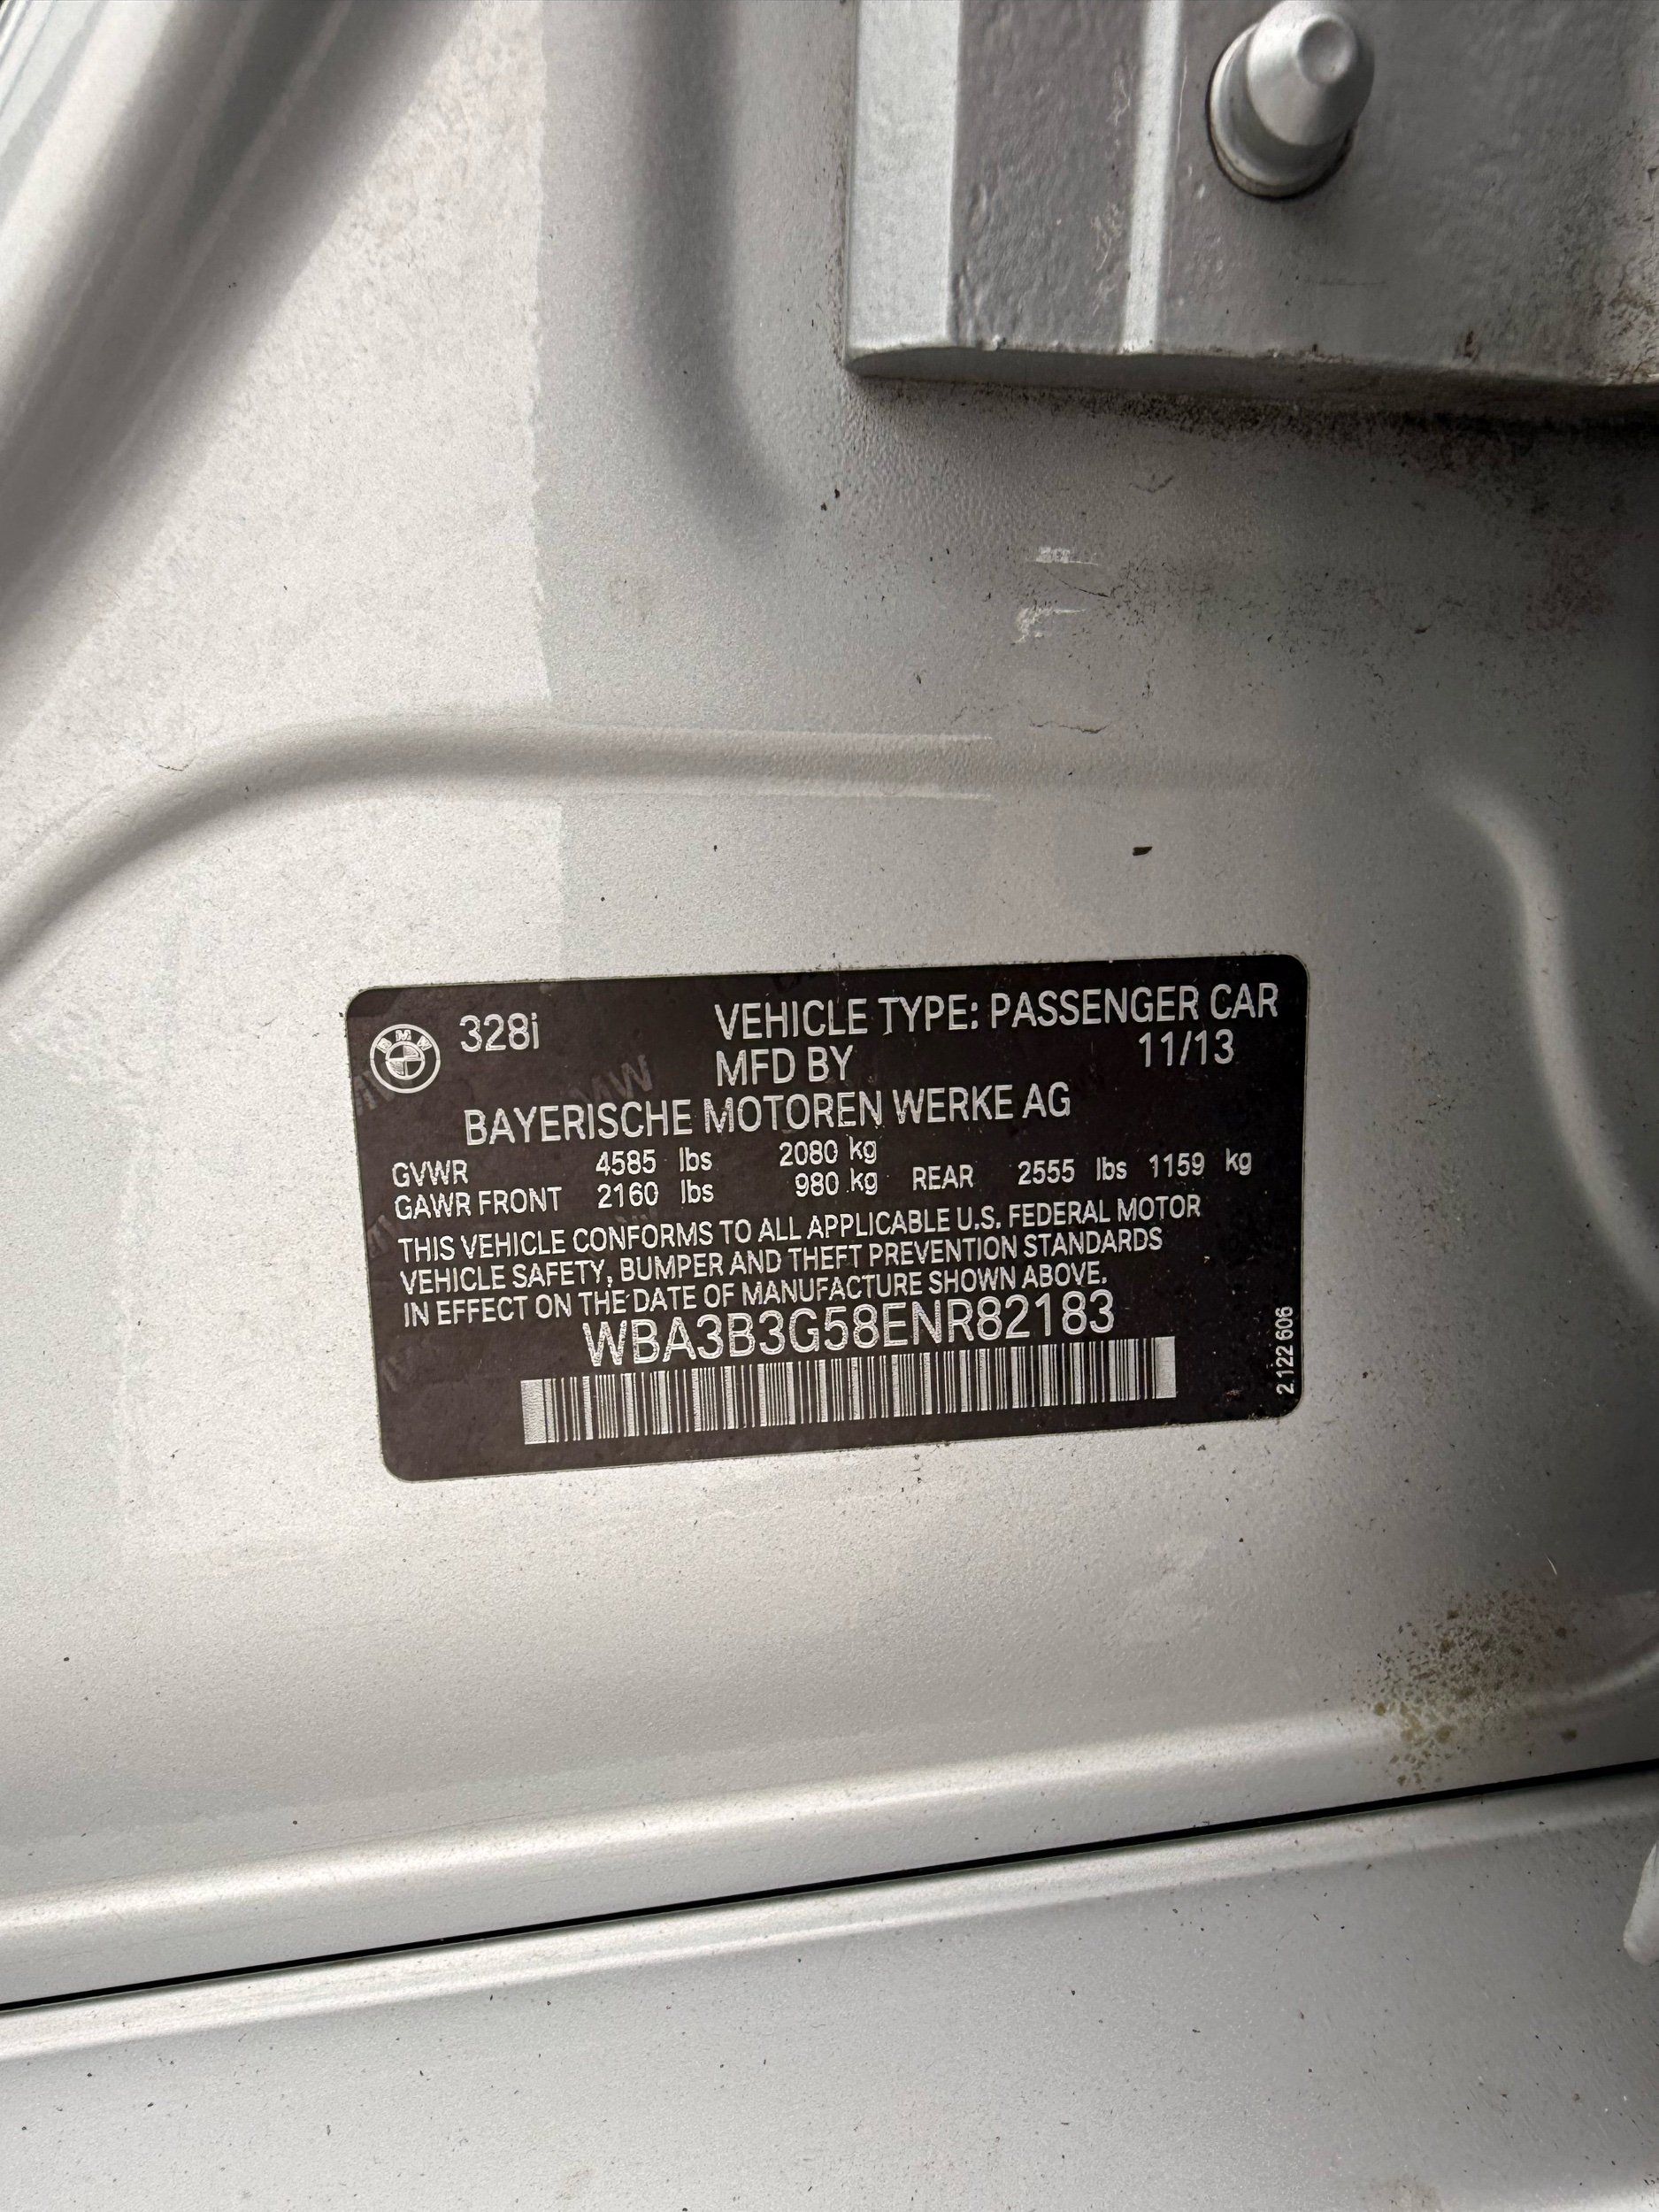 BMW 328i VEHICLE TYPE: PASSENGER CAR
MFD BY 11/13
BAYERISCHE MOTOREN WERKE AG
GVWR 4585 lbs 2080 kg
GAWR FRONT 2160 lbs 980 kg REAR 2555 lbs 1159 kg
THIS VEHICLE CONFORMS TO ALL APPLICABLE U.S. FEDERAL MOTOR
VEHICLE SAFETY, BUMPER AND THEFT PREVENTION STANDARDS
IN EFFECT ON THE DATE OF MANUFACTURE SHOWN ABOVE.
WBA3B3G58ENR82183
2 122 606